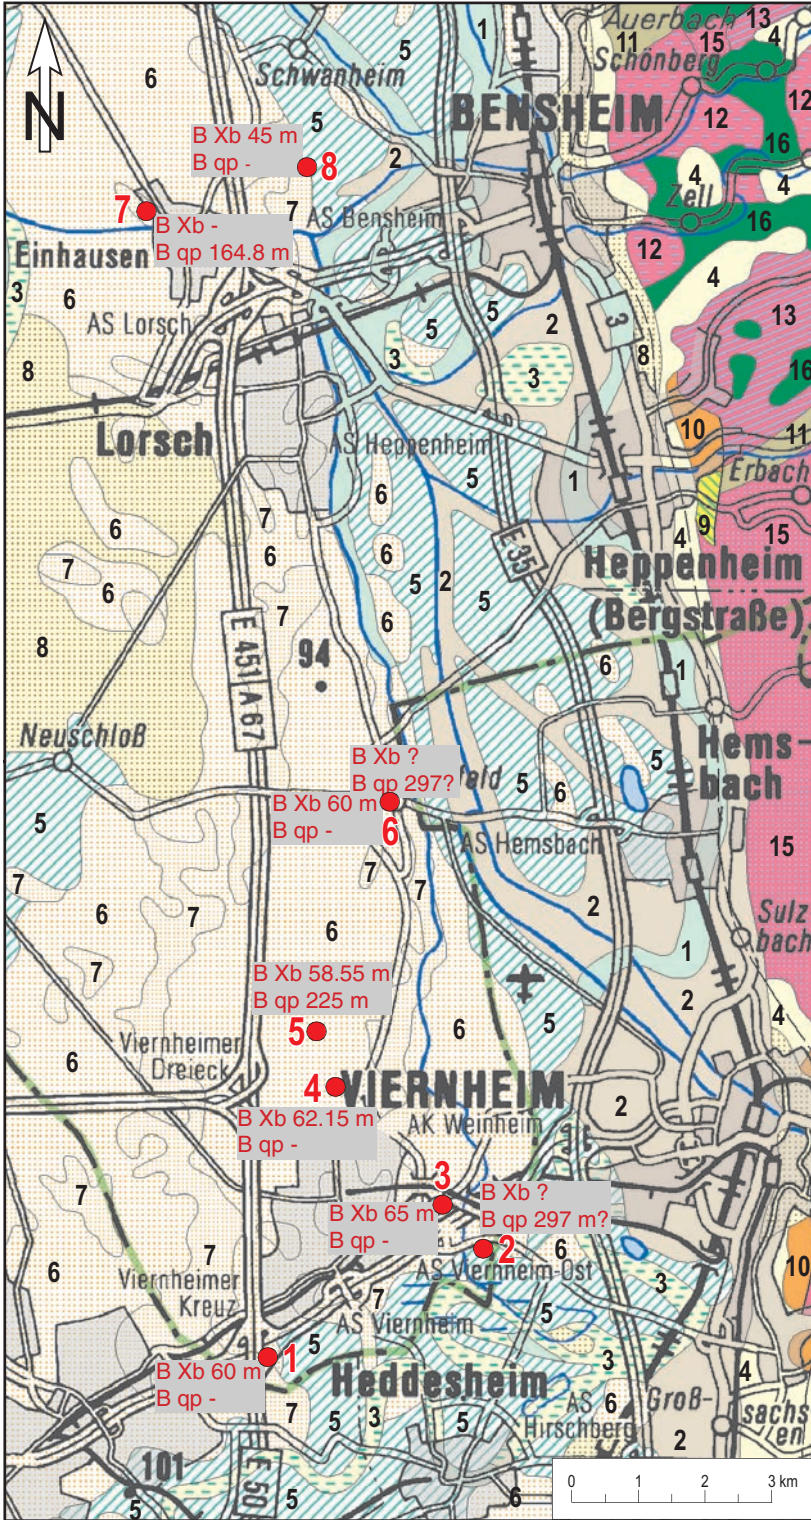 Auerbach
13
11
15
4
Schönberg
6
5
1
Schwanheim
N
BENSHEIM
12
12
B Xb 45 m
B qp -
5
8
2
16
4
4
7
7
AS Bensheim
Zell
16
B Xb -
B qp 164.8 m
12
Einhausen
4
3
6
5
5
2
3
13
AS Lorsch
8
3
3
8
16
Lorsch
10
11
AS Heppenheim
5
Erbach
6
1
7
6
9
15
6
4
E 35
6
Heppenheim
7
6
5
2
5
(Bergstraße)
8
E 451 A 67
7
94
6
1
Neuschloß
Hems-
bach
B Xb ?
B qp 297?
feld
5
6
5
B Xb 60 m
B qp -
6
AS Hemsbach
5
7
7
7
15
6
7
6
2
Sulz
bach
7
1
B Xb 58.55 m
B qp 225 m
2
5
6
5
4
Viernheimer
Dreieck
6
4
VIERNHEIM
2
B Xb 62.15 m
B qp -
AK Weinheim
3
7
B Xb ?
B qp 297 m?
B Xb 65 m
B qp -
2
6
7
6
AS Viernheim-Ost
3
10
Viernheimer
Kreuz
7
5
AS Viernheim
5
1
3
B Xb 60 m
B qp -
Heddesheim
4
AS
Hirschberg
6
Groß-
sachs
en
7
5
3
5
2
101
E 50
5
5
6
0 1 2 3 km